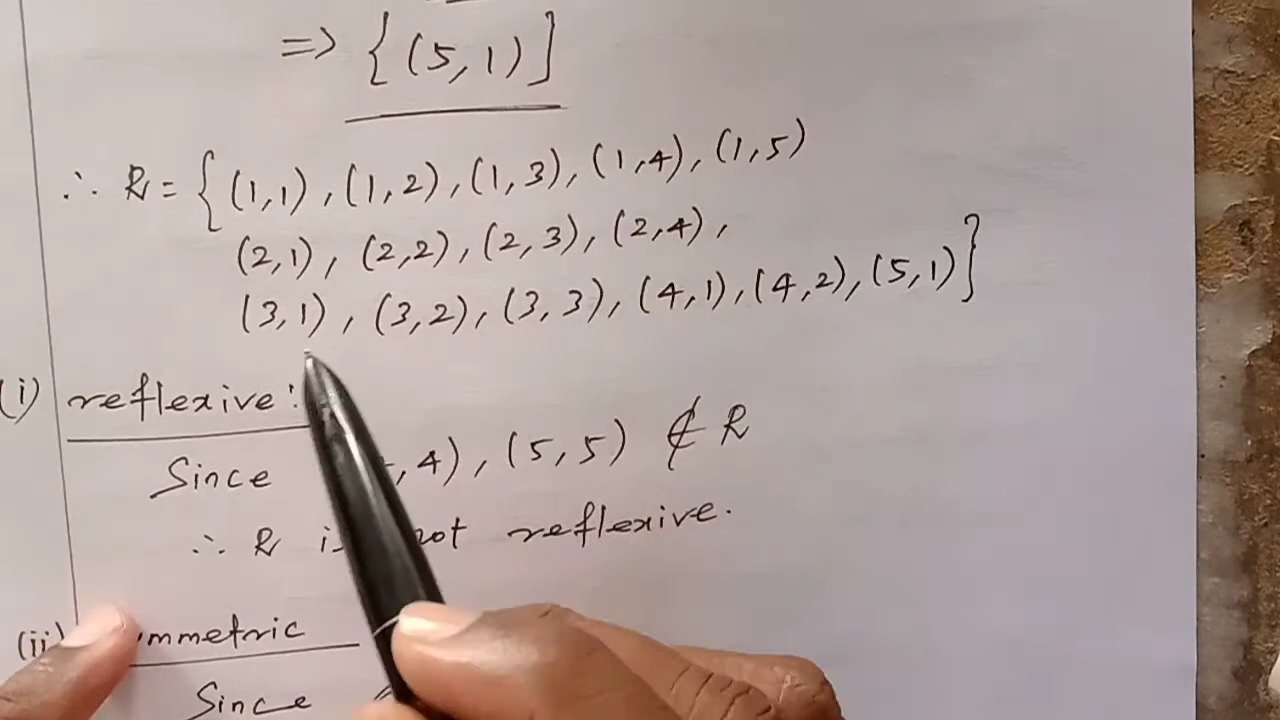 => {(5,1)}
∴ R = {(1,1), (1,2), (1,3), (1,4), (1,5)
(2,1), (2,2), (2,3), (2,4),
(3,1), (3,2), (3,3), (4,1), (4,2), (5,1)}
(i) reflexive:
Since ,4), (5,5) ∉ R
∴ R not reflexive.
(ii)
Since